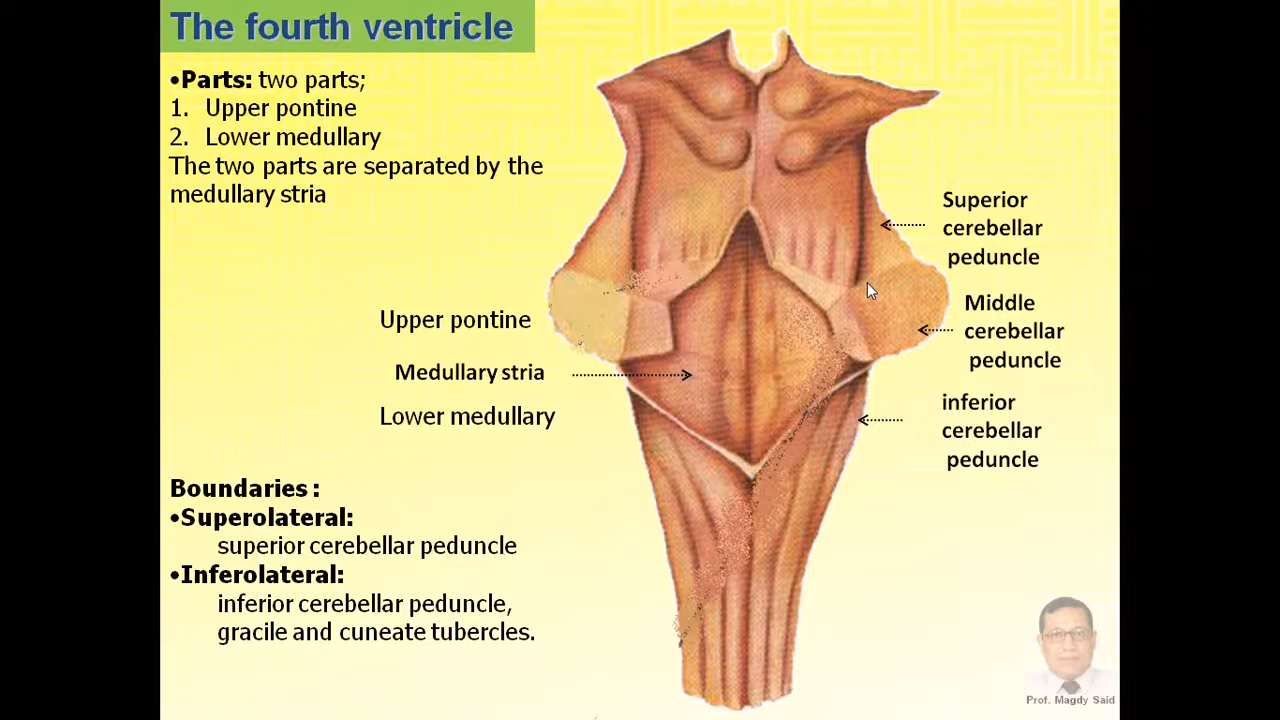 The fourth ventricle
•Parts: two parts;
1. Upper pontine
2. Lower medullary
The two parts are separated by the
medullary stria
Superior
cerebellar
peduncle
Middle
cerebellar
peduncle
Upper pontine
Medullary stria
Lower medullary
inferior
cerebellar
peduncle
Boundaries :
•Superolateral:
superior cerebellar peduncle
•Inferolateral:
inferior cerebellar peduncle,
gracile and cuneate tubercles.
Prof. Magdy Said